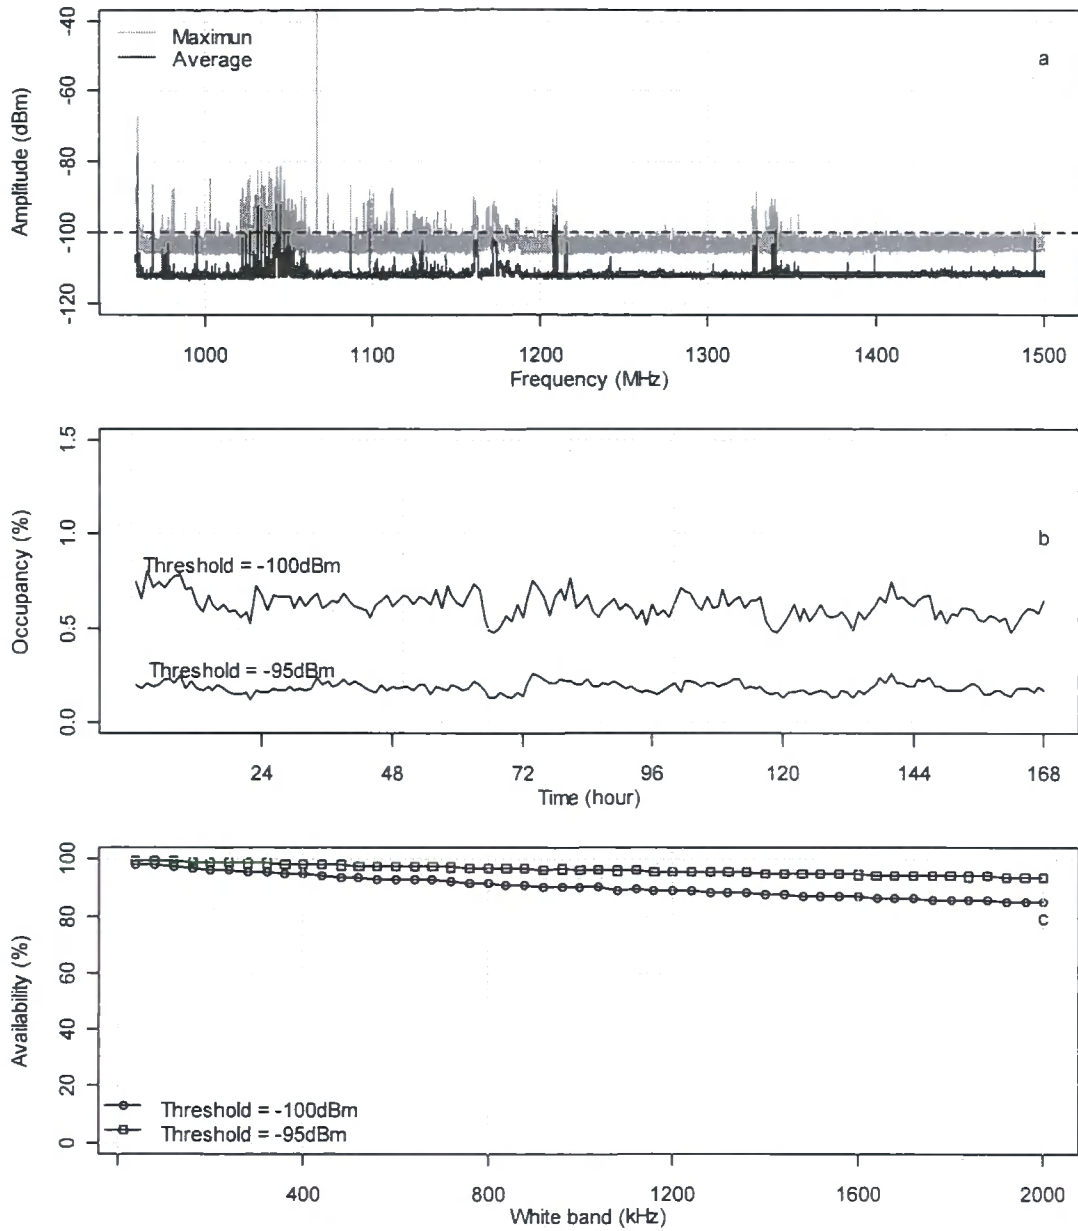 -40
-60
-80
-100
-120
Amplitude (dBm)
Maximun
Average
a
1000
1100
1200
1300
1400
1500
Frequency (MHz)
1.5
1.0
0.5
0.0
Occupancy (%)
b
Threshold = -100dBm
Threshold = -95dBm
24
48
72
96
120
144
168
Time (hour)
100
80
60
40
20
0
Availability (%)
c
Threshold = -100dBm
Threshold = -95dBm
400
800
1200
1600
2000
White band (kHz)